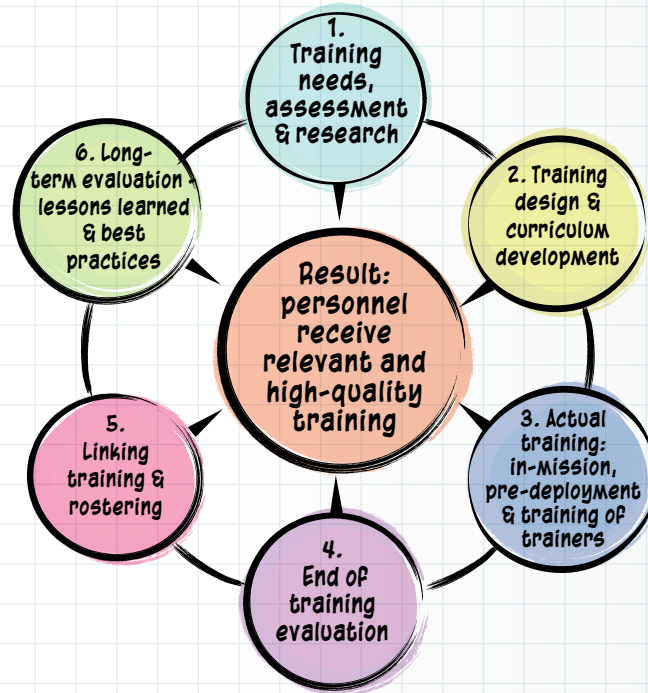 1.
Training
needs,
assessment
& research
2. Training
design &
curriculum
development
3. Actual
training:
in-mission,
pre-deployment
& training of
trainers
4.
End of
training
evaluation
5.
Linking
training &
rostering
6. Long-
term evaluation -
lessons learned
& best
practices
Result:
personnel
receive
relevant and
high-quality
training